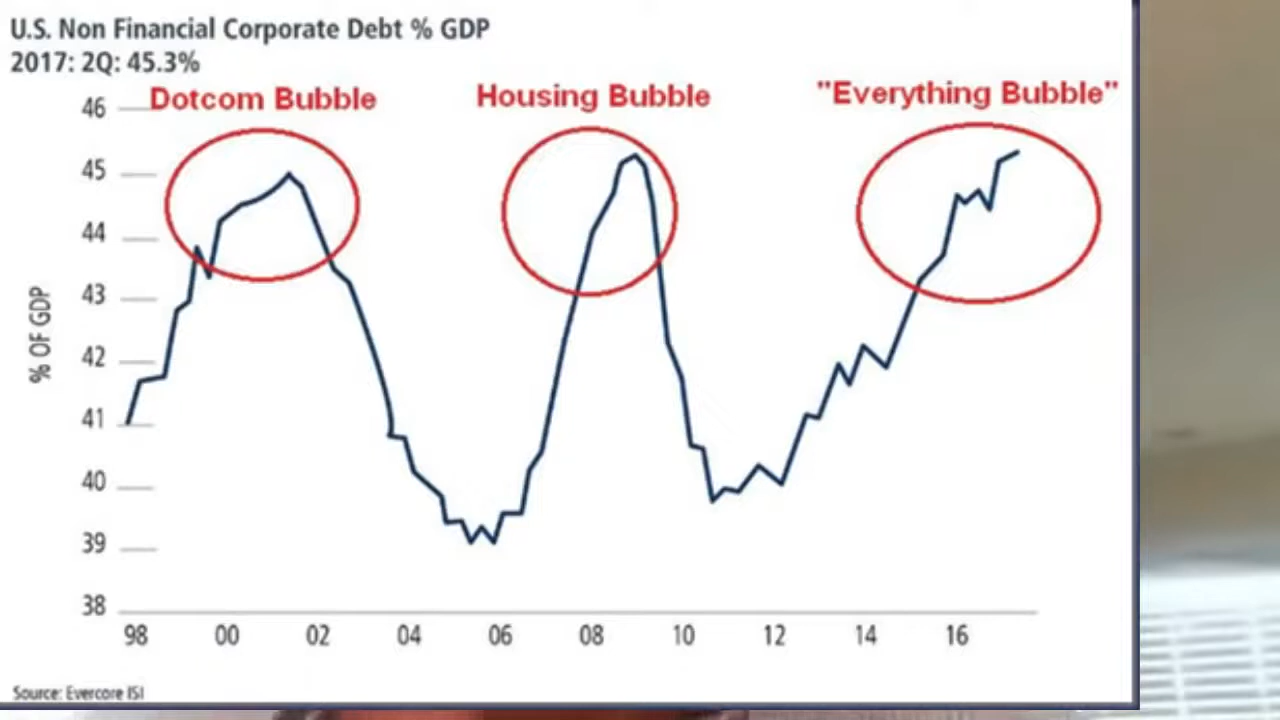 U.S. Non Financial Corporate Debt % GDP
2017: 2Q: 45.3%
Dotcom Bubble
Housing Bubble
"Everything Bubble"
46
45
44
43
42
41
40
39
38
% OF GDP
98 00 02 04 06 08 10 12 14 16
Source: Evercore ISI